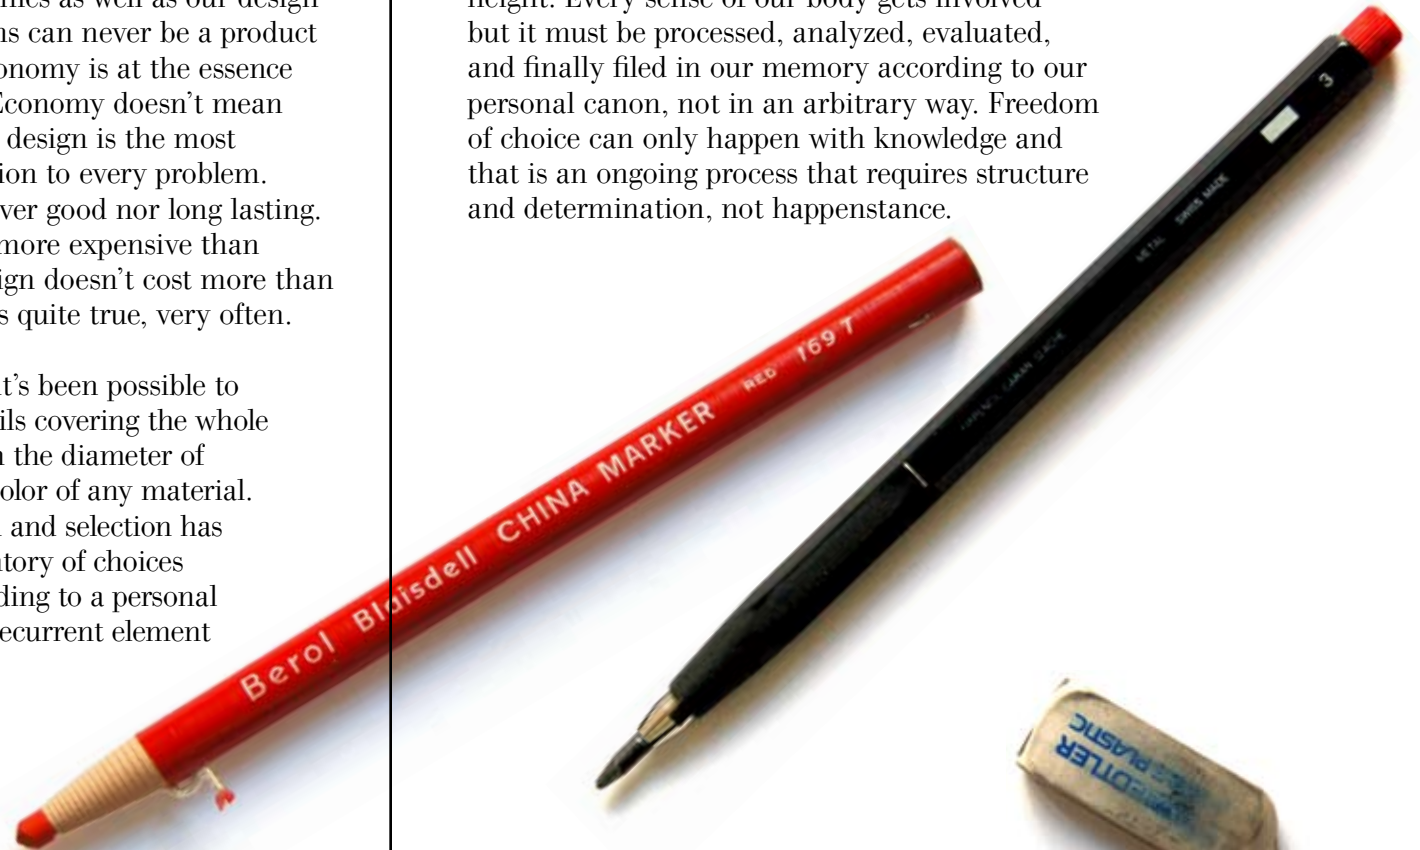 ns can never be a product
onomy is at the essence
Economy doesn't mean
design is the most
ion to every problem.
ver good nor long lasting.
more expensive than
ign doesn't cost more than
s quite true, very often.
t's been possible to
ils covering the whole
n the diameter of
olor of any material.
and selection has
tory of choices
ding to a personal
ecurrent element
but it must be processed, analyzed, evaluated,
and finally filed in our memory according to our
personal canon, not in an arbitrary way. Freedom
of choice can only happen with knowledge and
that is an ongoing process that requires structure
and determination, not happenstance.
Berol Blaisdell CHINA MARKER RED 169 T
3
METAL SWISS MADE
PLASTIC